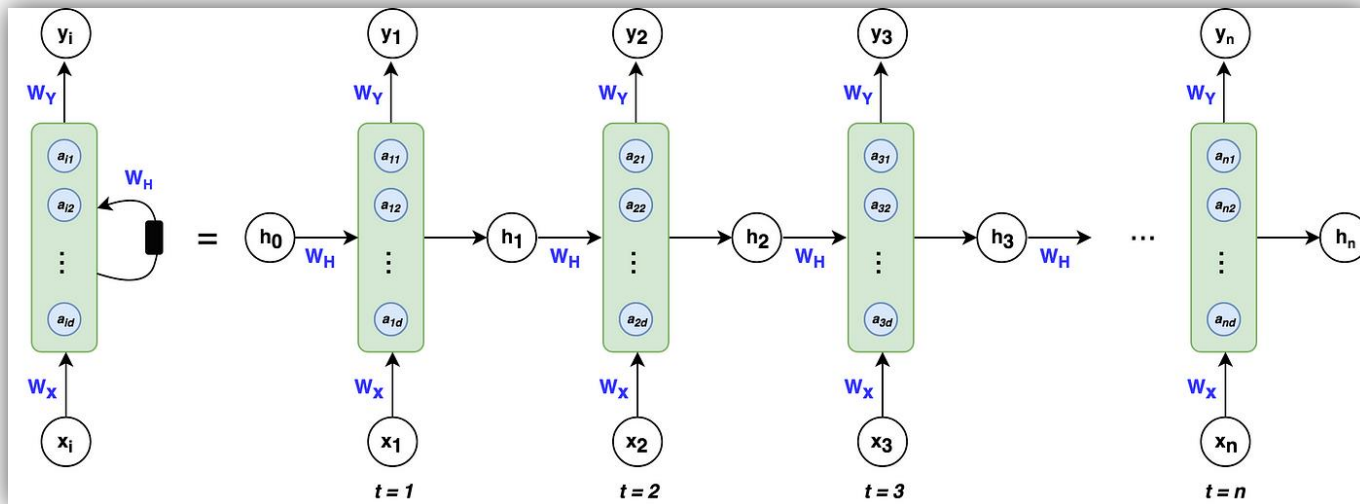 yi y1 y2 y3 yn
WY WY WY WY WY
ai1 a11 a21 a31 an1
WH
ai2 a12 a22 a32 an2
= h0 h1 h2 h3 ... hn
WH WH WH WH
⋮ ⋮ ⋮ ⋮ ⋮
aid a1d a2d a3d and
WX WX WX WX WX
xi x1 x2 x3 xn
t = 1 t = 2 t = 3 t = n